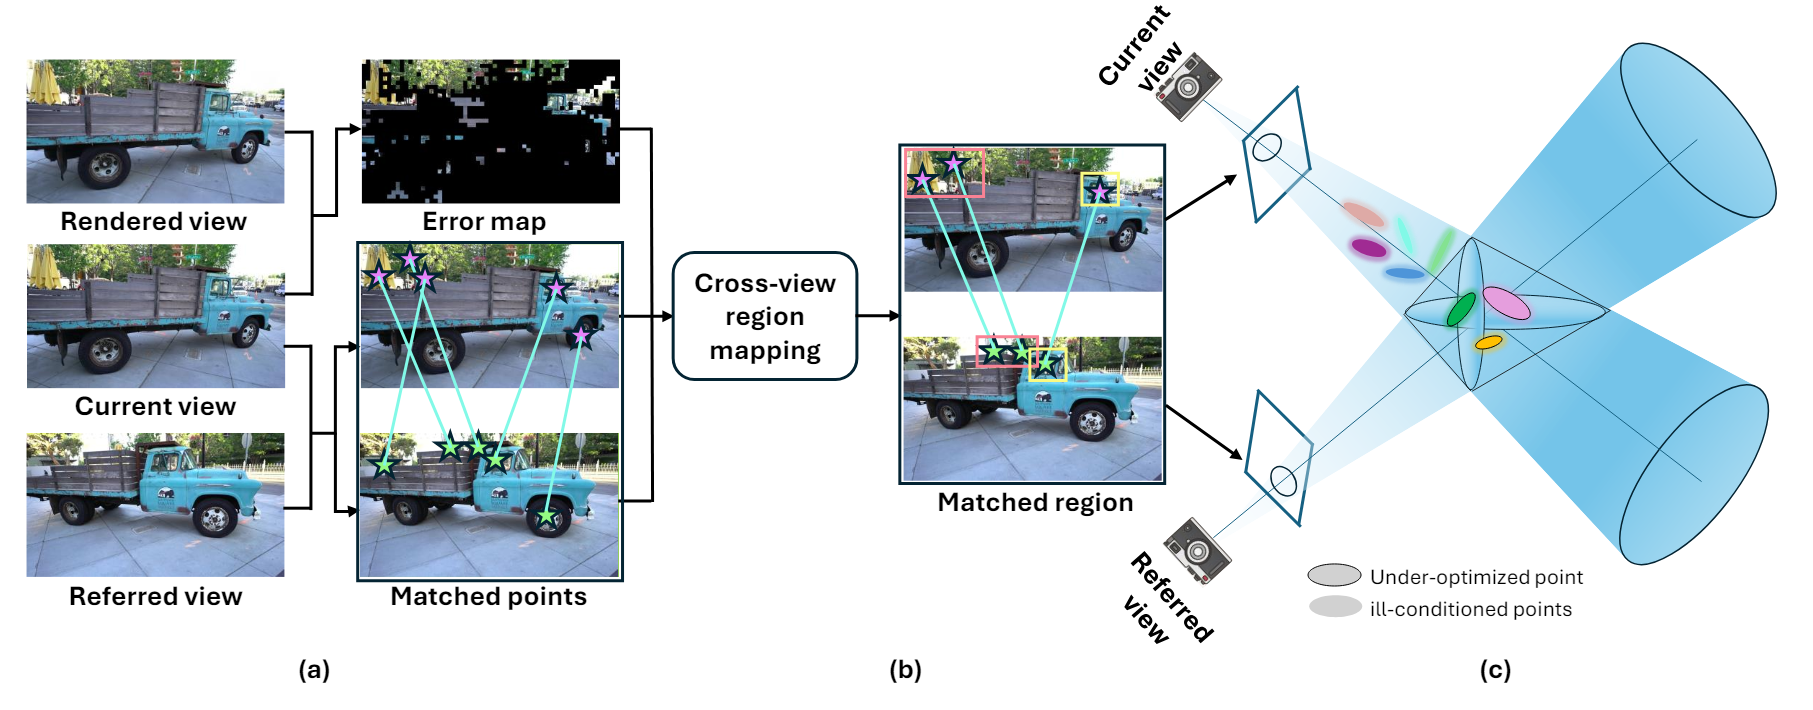 Rendered view
Error map
Current view
Referred view
Matched points
Cross-view
region
mapping
Matched region
Current
view
Referred
view
Under-optimized point
ill-conditioned points
(a)
(b)
(c)